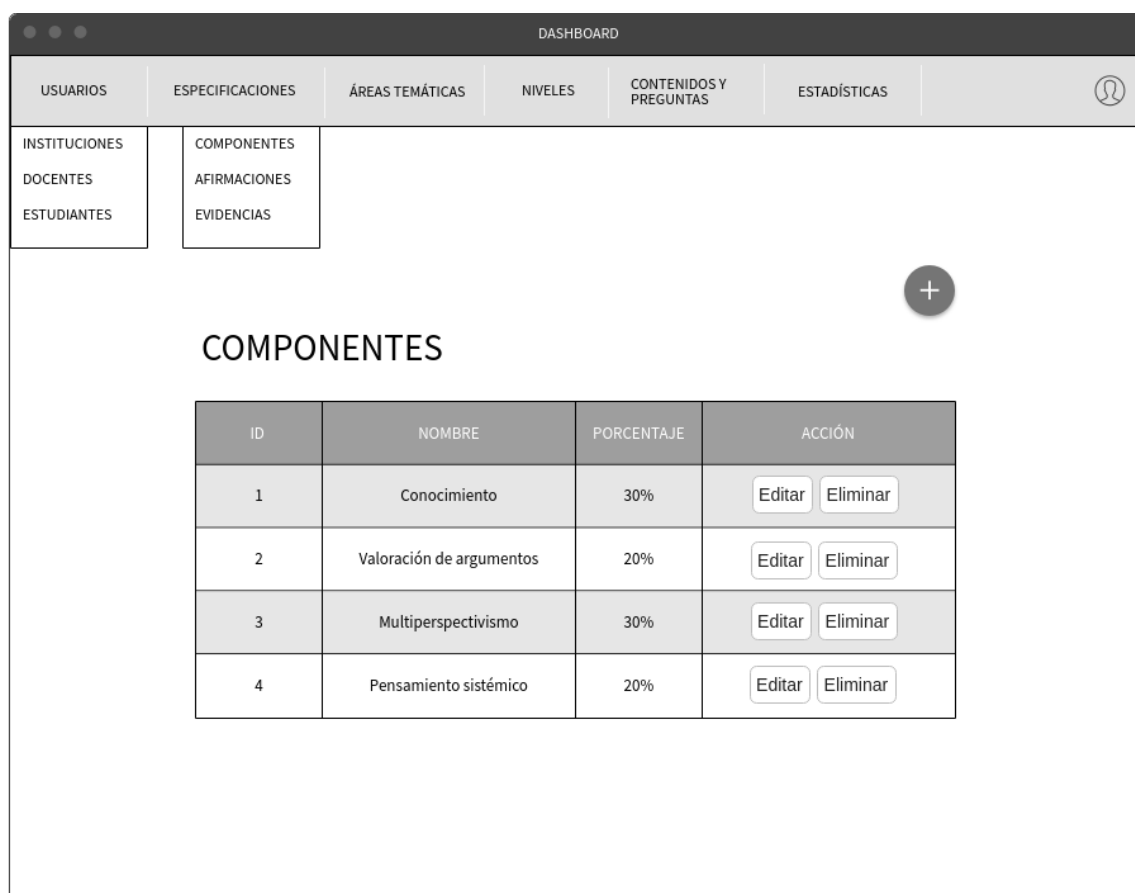 DASHBOARD
USUARIOS
ESPECIFICACIONES
ÁREAS TEMÁTICAS
NIVELES
CONTENIDOS Y
PREGUNTAS
ESTADÍSTICAS
INSTITUCIONES
DOCENTES
ESTUDIANTES
COMPONENTES
AFIRMACIONES
EVIDENCIAS
+
COMPONENTES
ID NOMBRE PORCENTAJE ACCIÓN
1 Conocimiento 30% Editar Eliminar
2 Valoración de argumentos 20% Editar Eliminar
3 Multiperspectivismo 30% Editar Eliminar
4 Pensamiento sistémico 20% Editar Eliminar